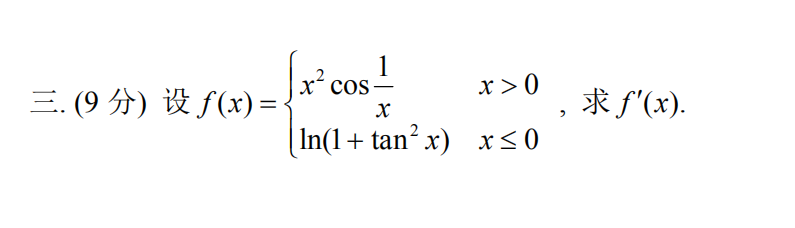 三. (9 分) 设 f(x) = { x² cos 1/x    x > 0
ln(1 + tan² x)    x ≤ 0 , 求 f′(x).